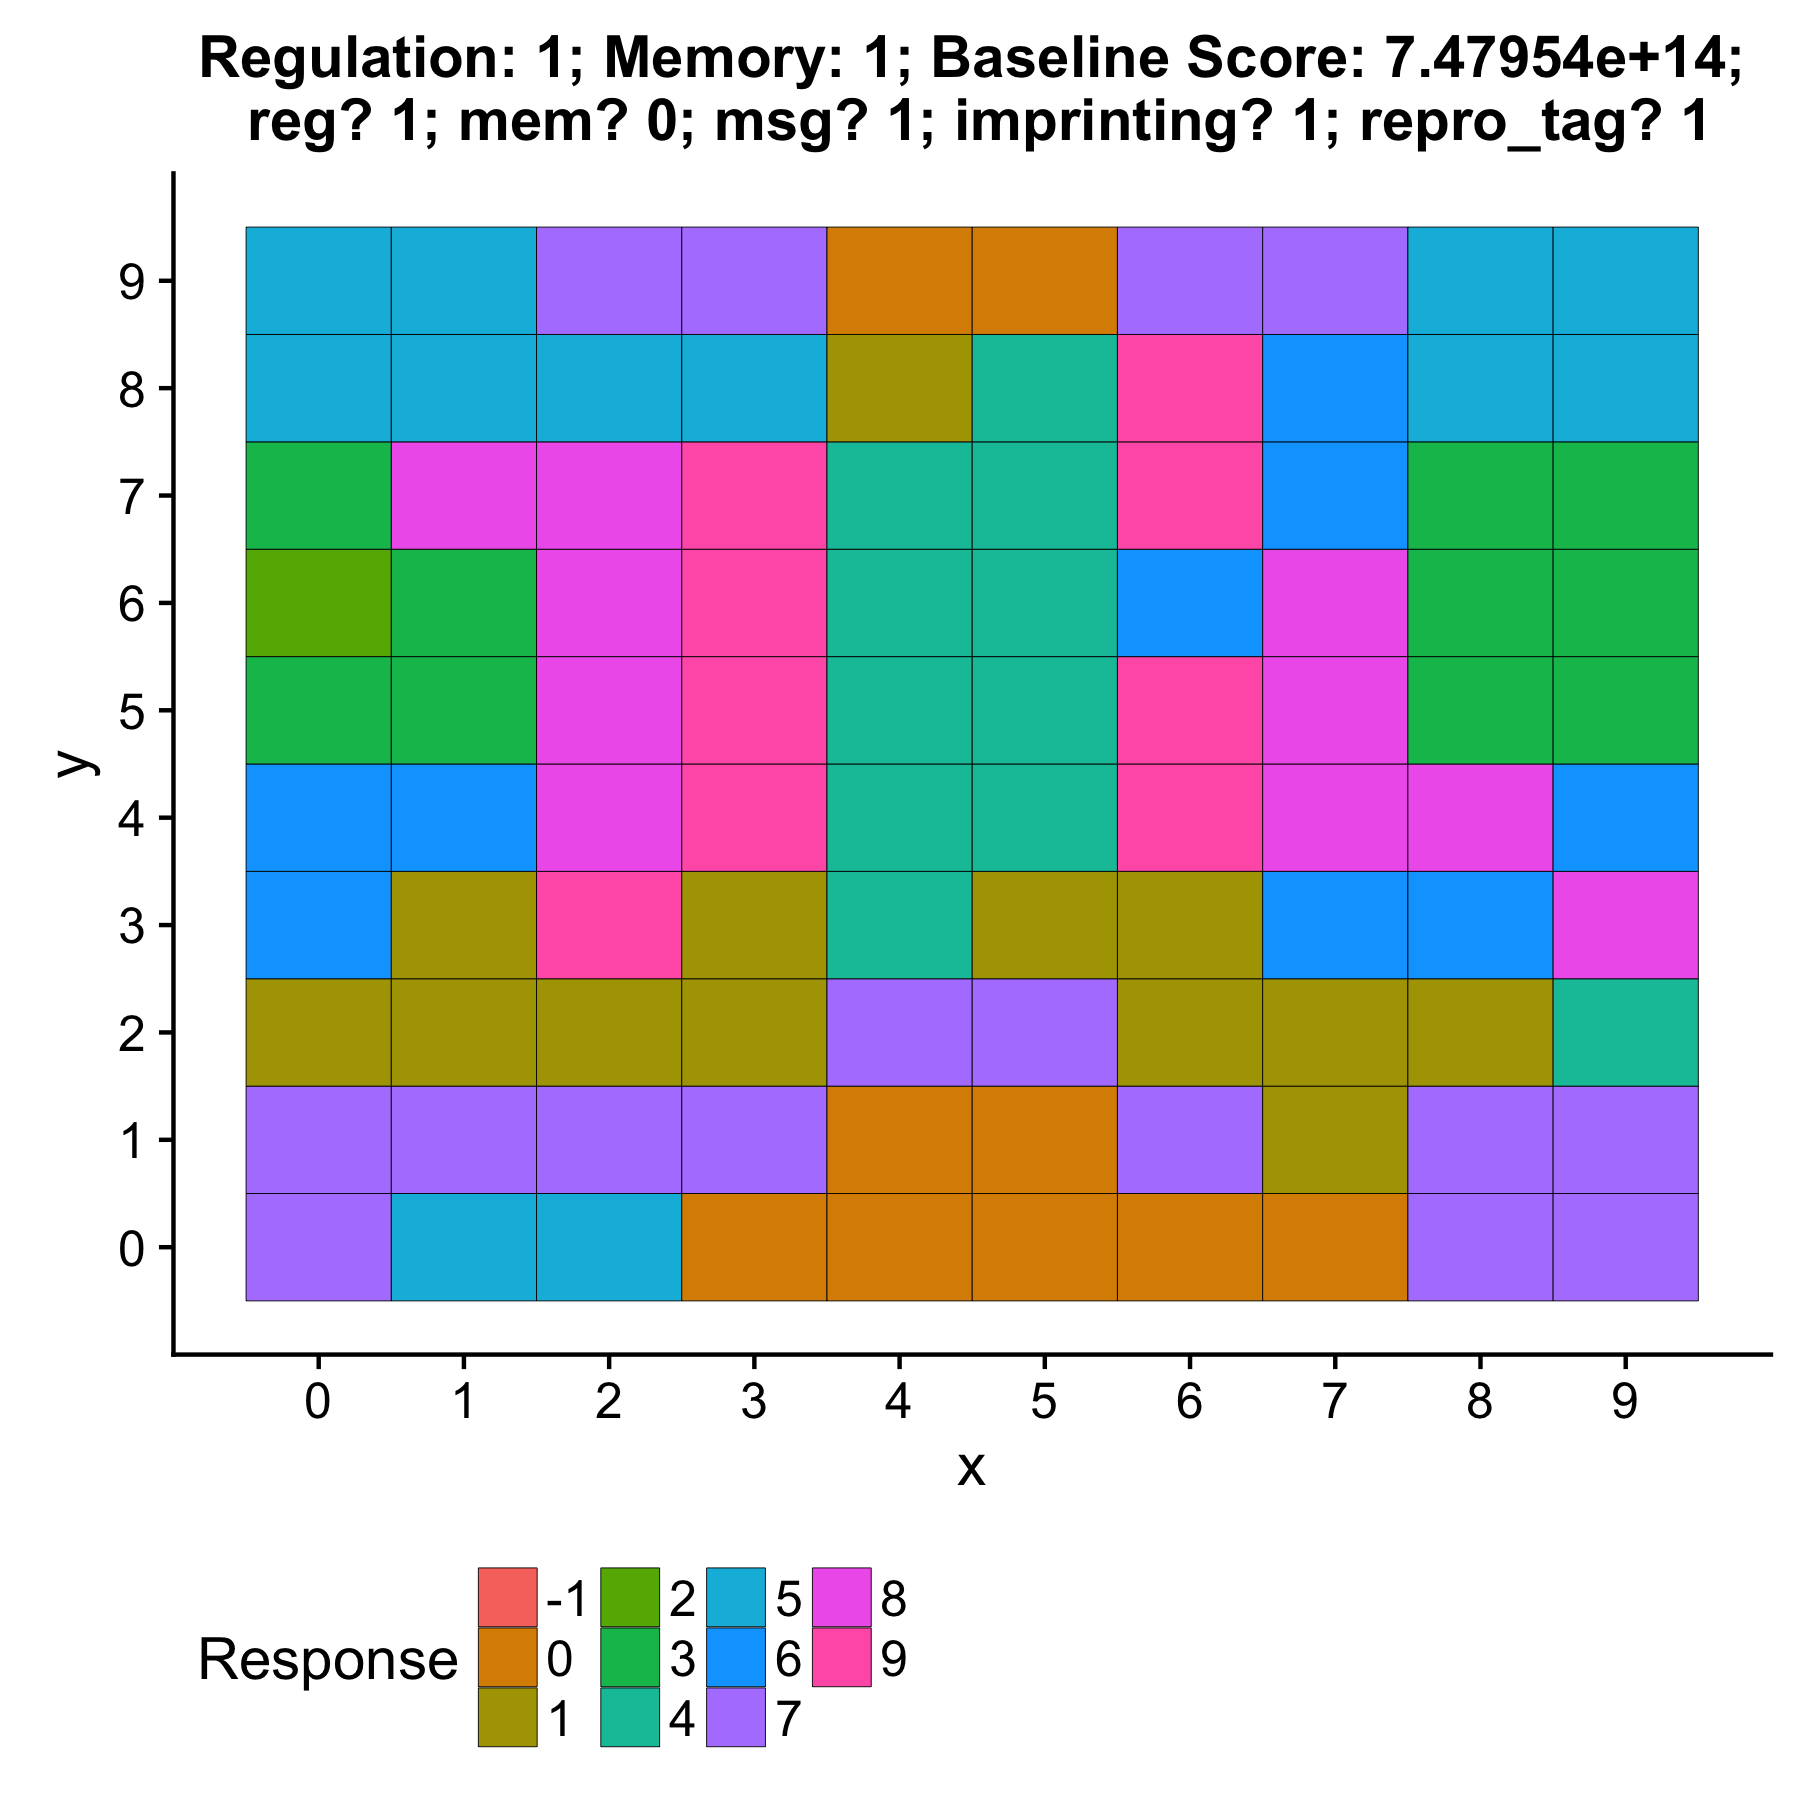 Regulation: 1; Memory: 1; Baseline Score: 7.47954e+14;
reg? 1; mem? 0; msg? 1; imprinting? 1; repro_tag? 1
9
8
7
6
5
4
3
2
1
0
y
0 1 2 3 4 5 6 7 8 9
x
Response
-1 2 5 8
0 3 6 9
1 4 7